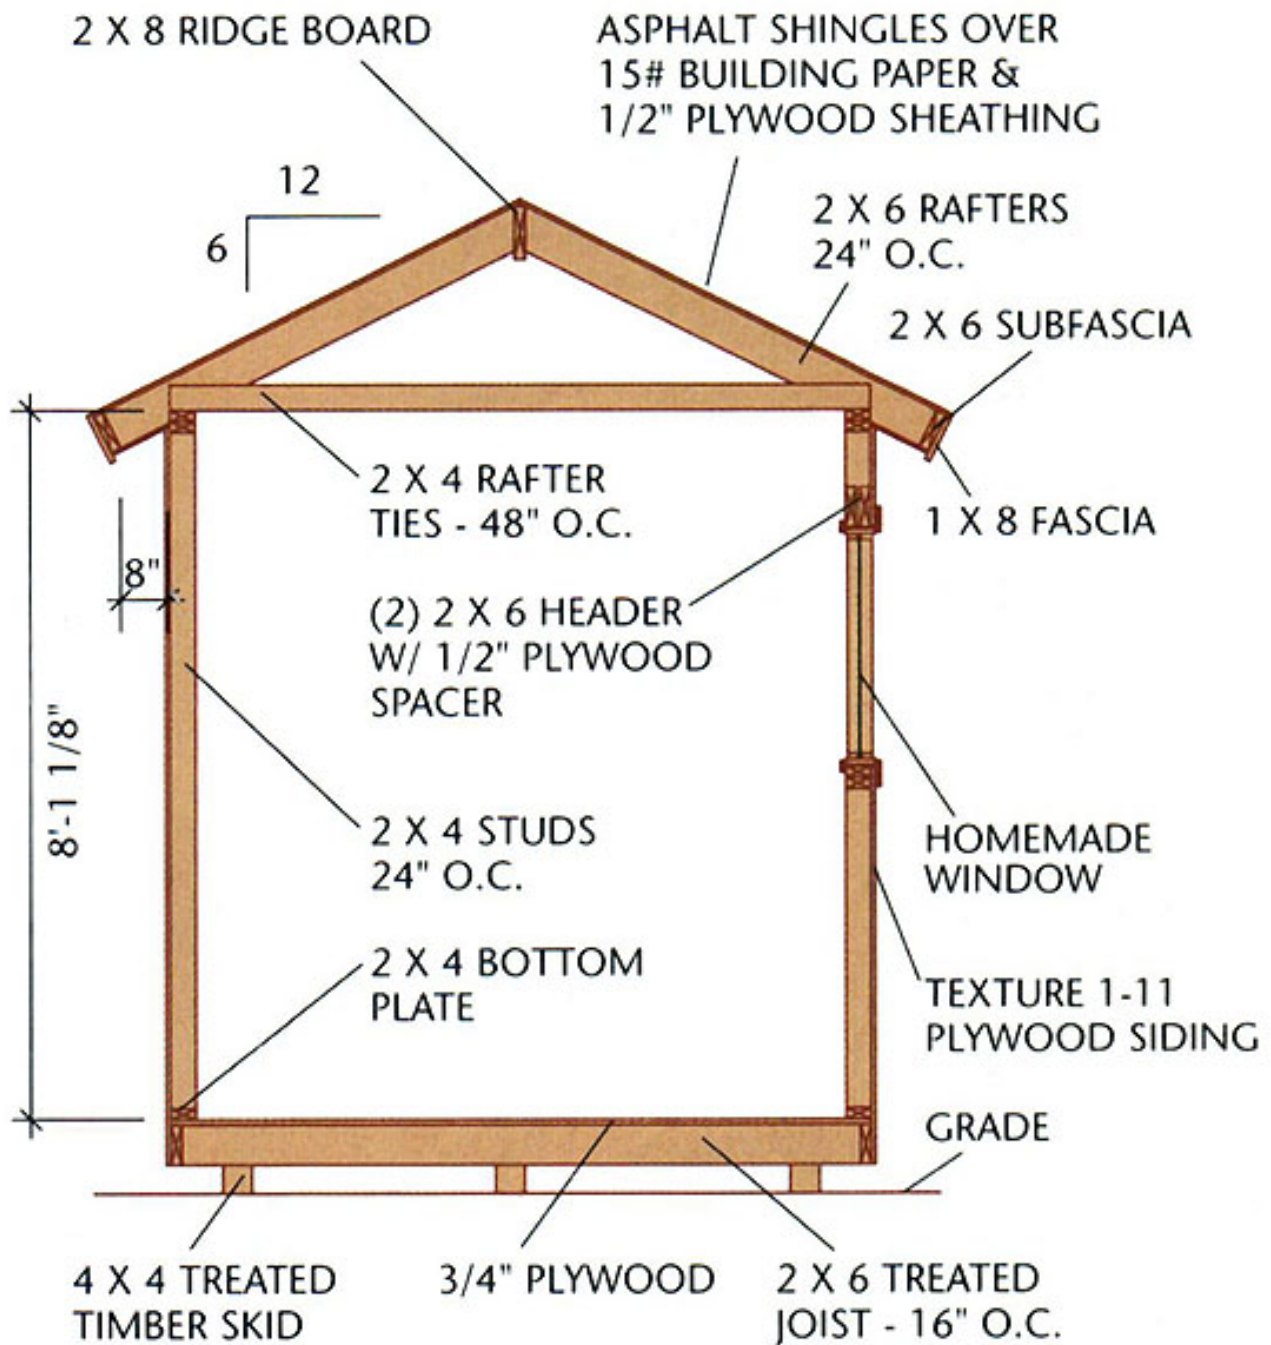 2 X 8 RIDGE BOARD
ASPHALT SHINGLES OVER
15# BUILDING PAPER &
1/2" PLYWOOD SHEATHING
12
6
2 X 6 RAFTERS
24" O.C.
2 X 6 SUBFASCIA
2 X 4 RAFTER
TIES - 48" O.C.
1 X 8 FASCIA
8"
(2) 2 X 6 HEADER
W/ 1/2" PLYWOOD
SPACER
8'-1 1/8"
2 X 4 STUDS
24" O.C.
HOMEMADE
WINDOW
2 X 4 BOTTOM
PLATE
TEXTURE 1-11
PLYWOOD SIDING
GRADE
4 X 4 TREATED
TIMBER SKID
3/4" PLYWOOD
2 X 6 TREATED
JOIST - 16" O.C.